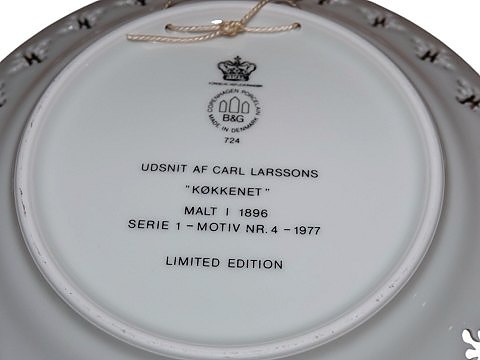 COPENHAGEN PORCELAIN
B&G
MADE IN DENMARK
724
UDSNIT AF CARL LARSSONS
"KØKKENET"
MALT I 1896
SERIE 1 - MOTIV NR. 4 - 1977
LIMITED EDITION